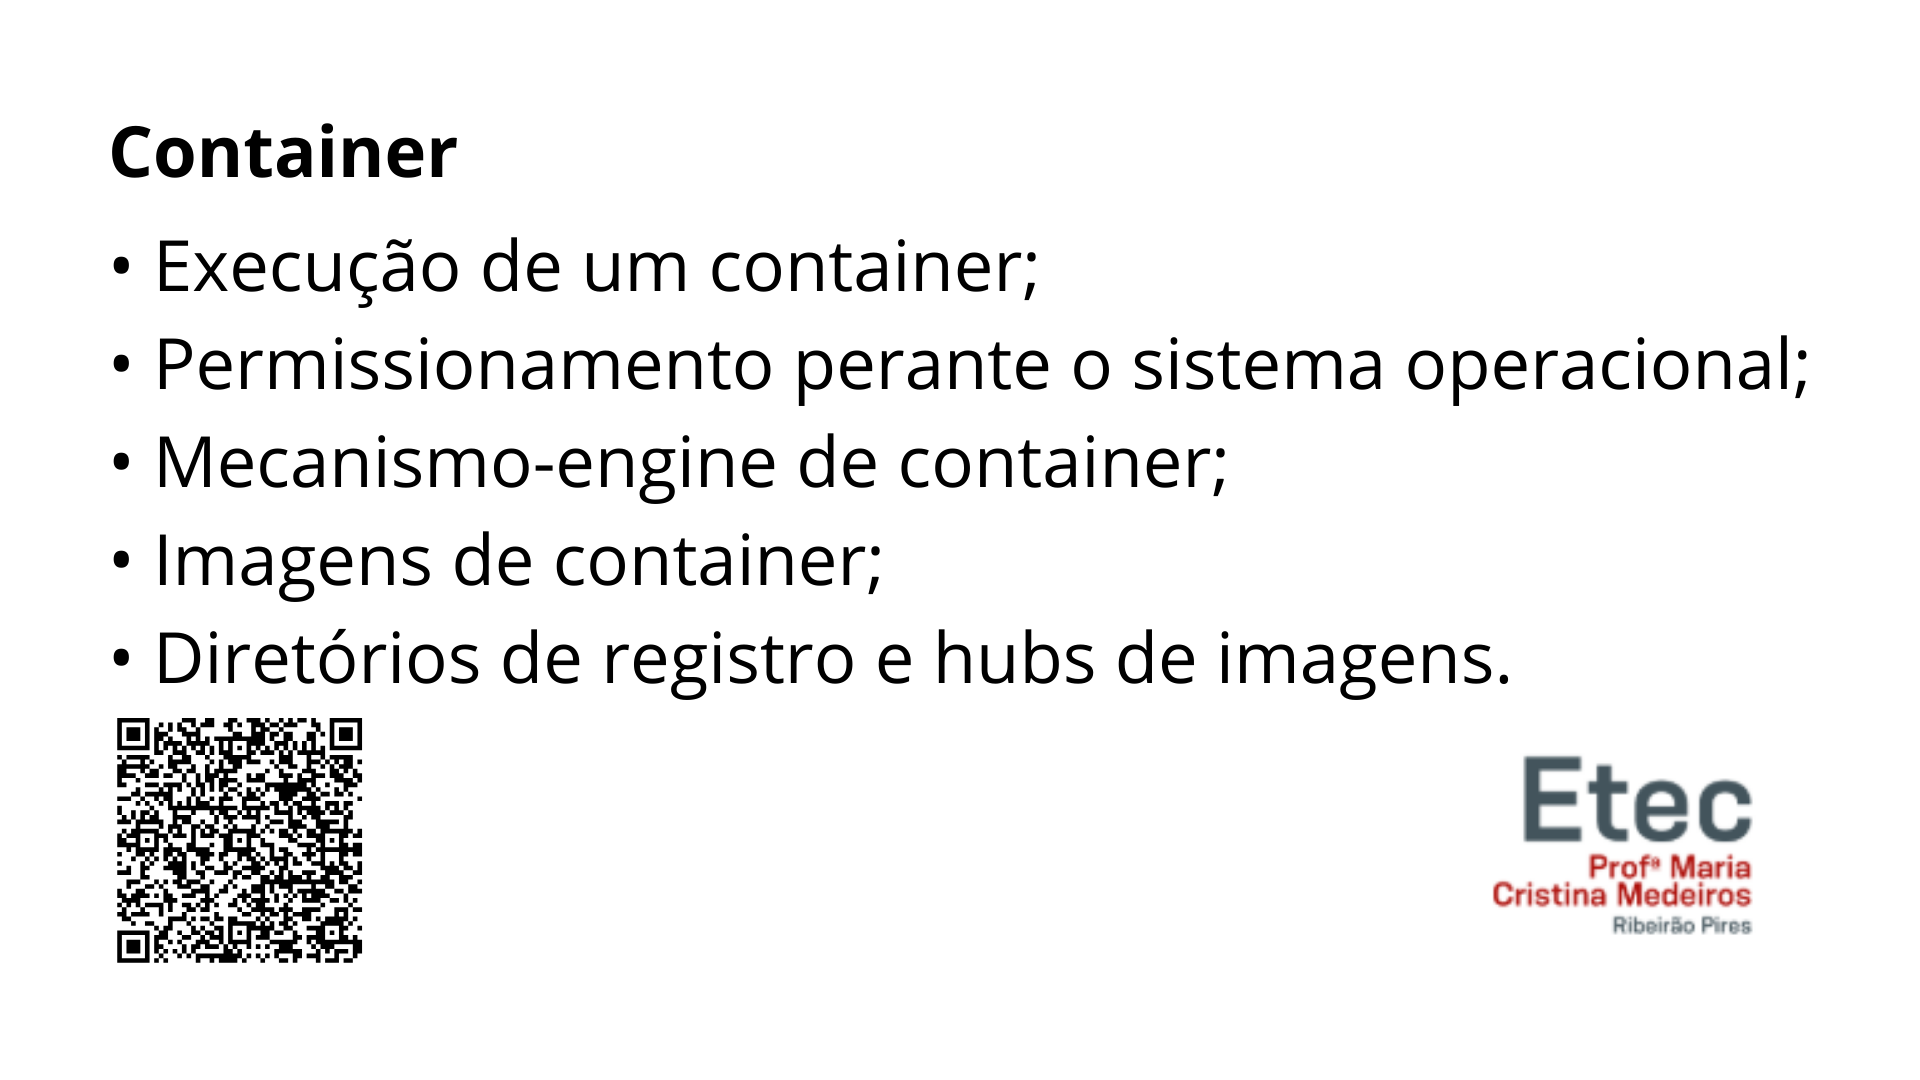 Container
• Execução de um container;
• Permissionamento perante o sistema operacional;
• Mecanismo-engine de container;
• Imagens de container;
• Diretórios de registro e hubs de imagens.
Etec
Profª Maria
Cristina Medeiros
Ribeirão Pires